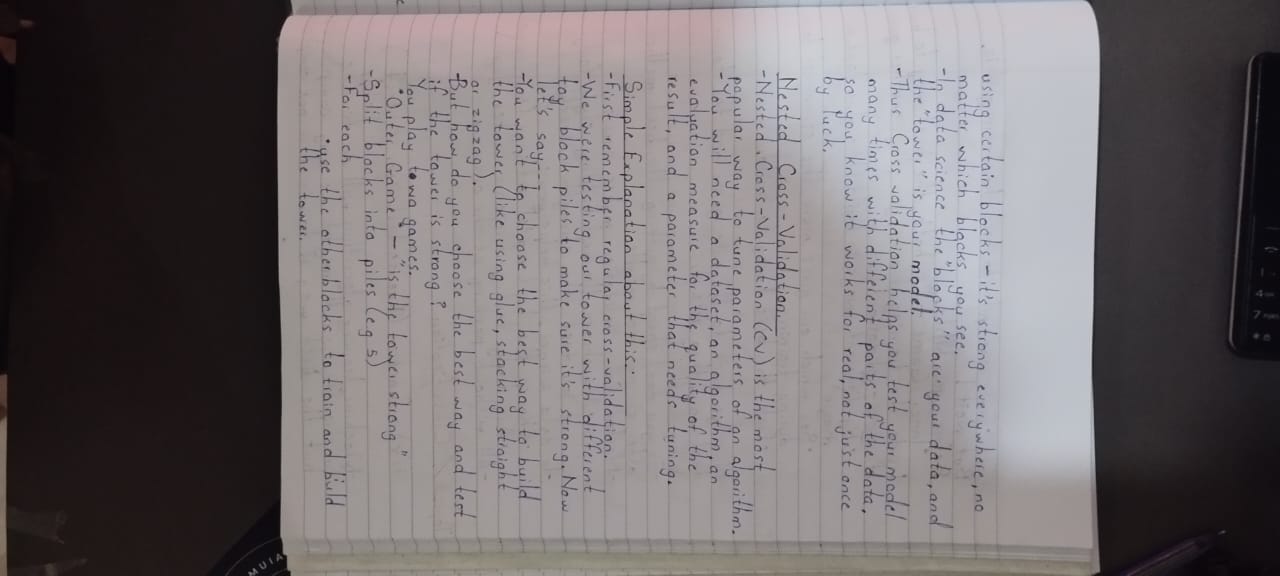 using certain blocks - it's strong everywhere, no
matter which blocks you see.
- In data science the "blocks" are your data, and
the "tower" is your model.
- Thus Cross validation helps you test your model
many times with different parts of the data,
so you know it works for real, not just once
by luck.
Nested Cross-Validation.
- Nested Cross-Validation (CV) is the most
popular way to tune parameters of an algorithm.
- You will need a dataset, an algorithm, an
evaluation measure for the quality of the
result, and a parameter that needs tuning.
Simple Explanation about this:
- First remember regular cross-validation.
- We were testing our tower with different
toy block piles to make sure it's strong. Now
let's say:-
- You want to choose the best way to build
the tower (like using glue, stacking straight
or zigzag).
- But how do you choose the best way and test
if the tower is strong?
You play towa games.
• Outer Game - "is this tower strong"
- Split blocks into piles (eg 5)
- For each
• use the other blocks to train and build
the tower.
MUIA